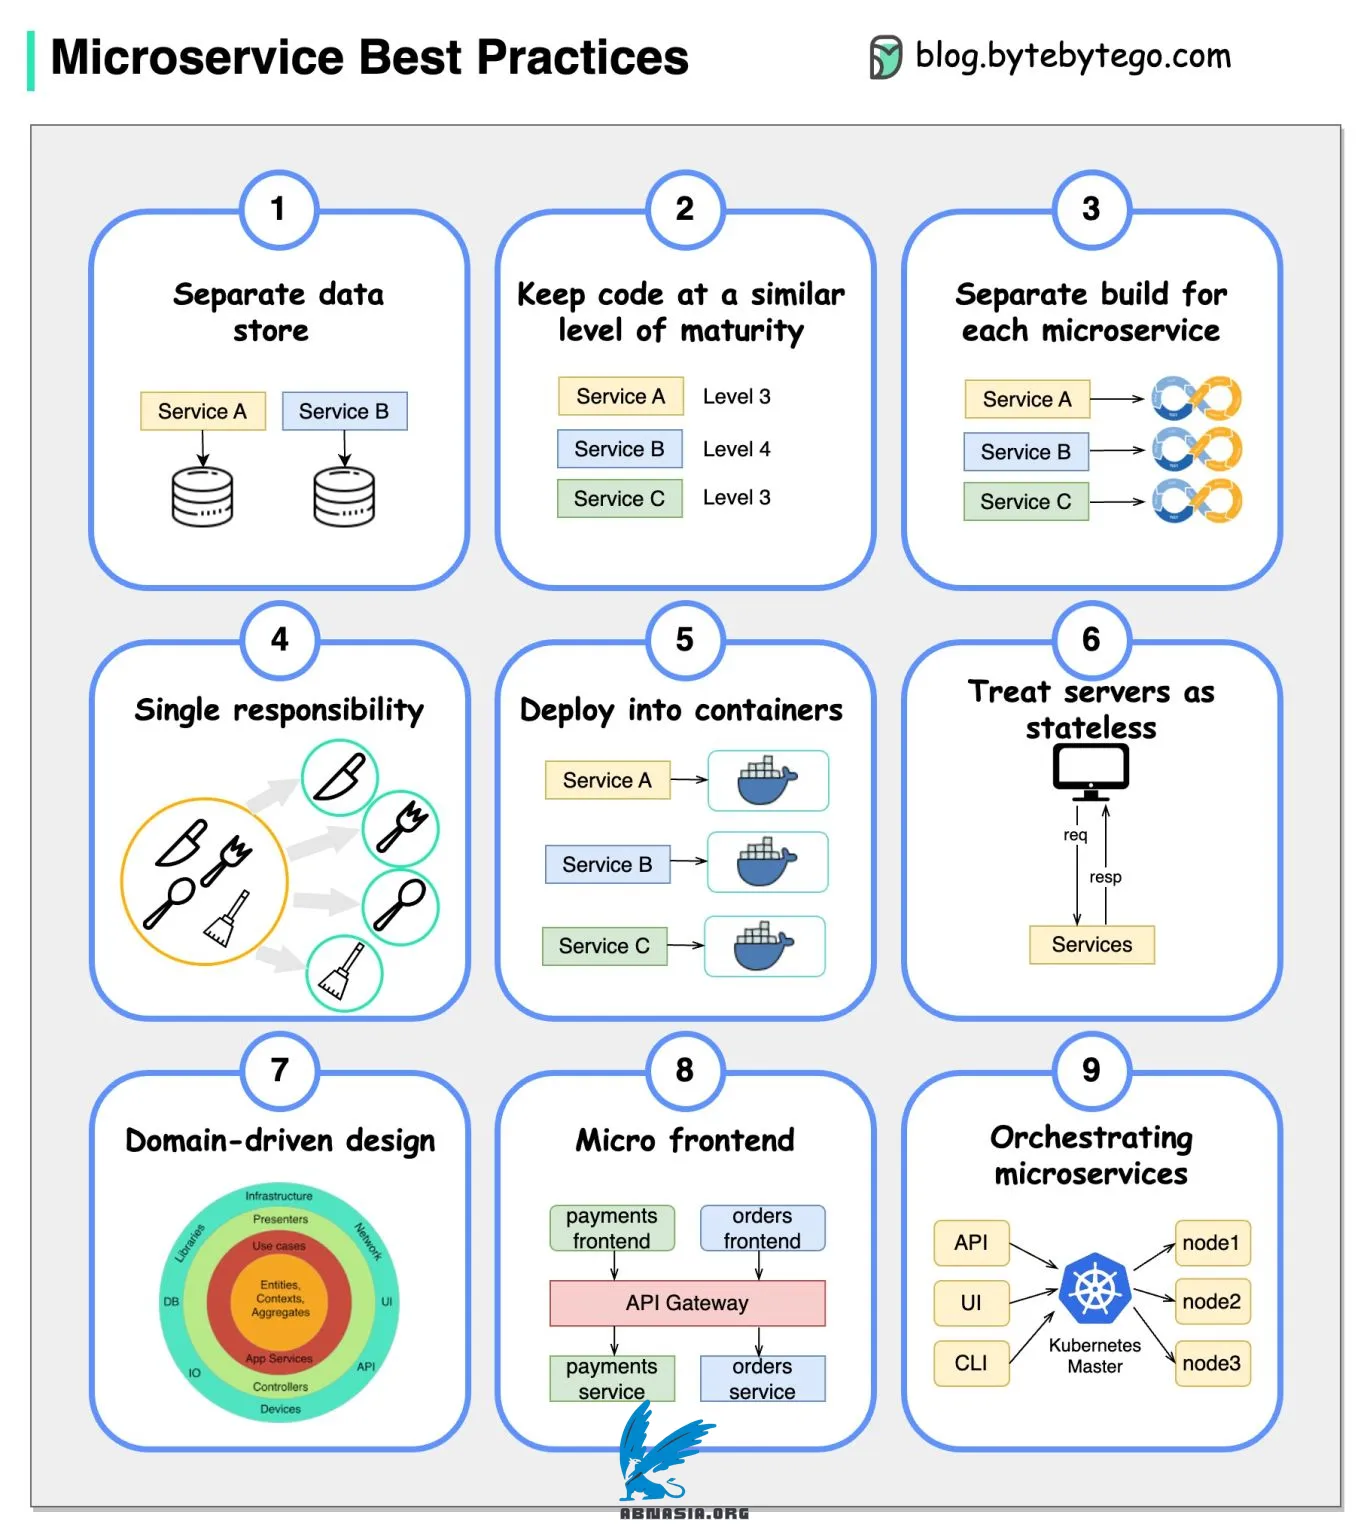 Microservice Best Practices
blog.bytebytego.com
1
Separate data
store
Service A
Service B
2
Keep code at a similar
level of maturity
Service A
Level 3
Service B
Level 4
Service C
Level 3
3
Separate build for
each microservice
Service A
Service B
Service C
4
Single responsibility
5
Deploy into containers
Service A
Service B
Service C
6
Treat servers as
stateless
req
resp
Services
7
Domain-driven design
Infrastructure
Presenters
Libraries
Network
Use cases
Entities,
Contexts,
Aggregates
DB
UI
App Services
IO
API
Controllers
Devices
8
Micro frontend
payments
frontend
orders
frontend
API Gateway
payments
service
orders
service
9
Orchestrating
microservices
API
UI
CLI
Kubernetes
Master
node1
node2
node3
ABNASIA.ORG